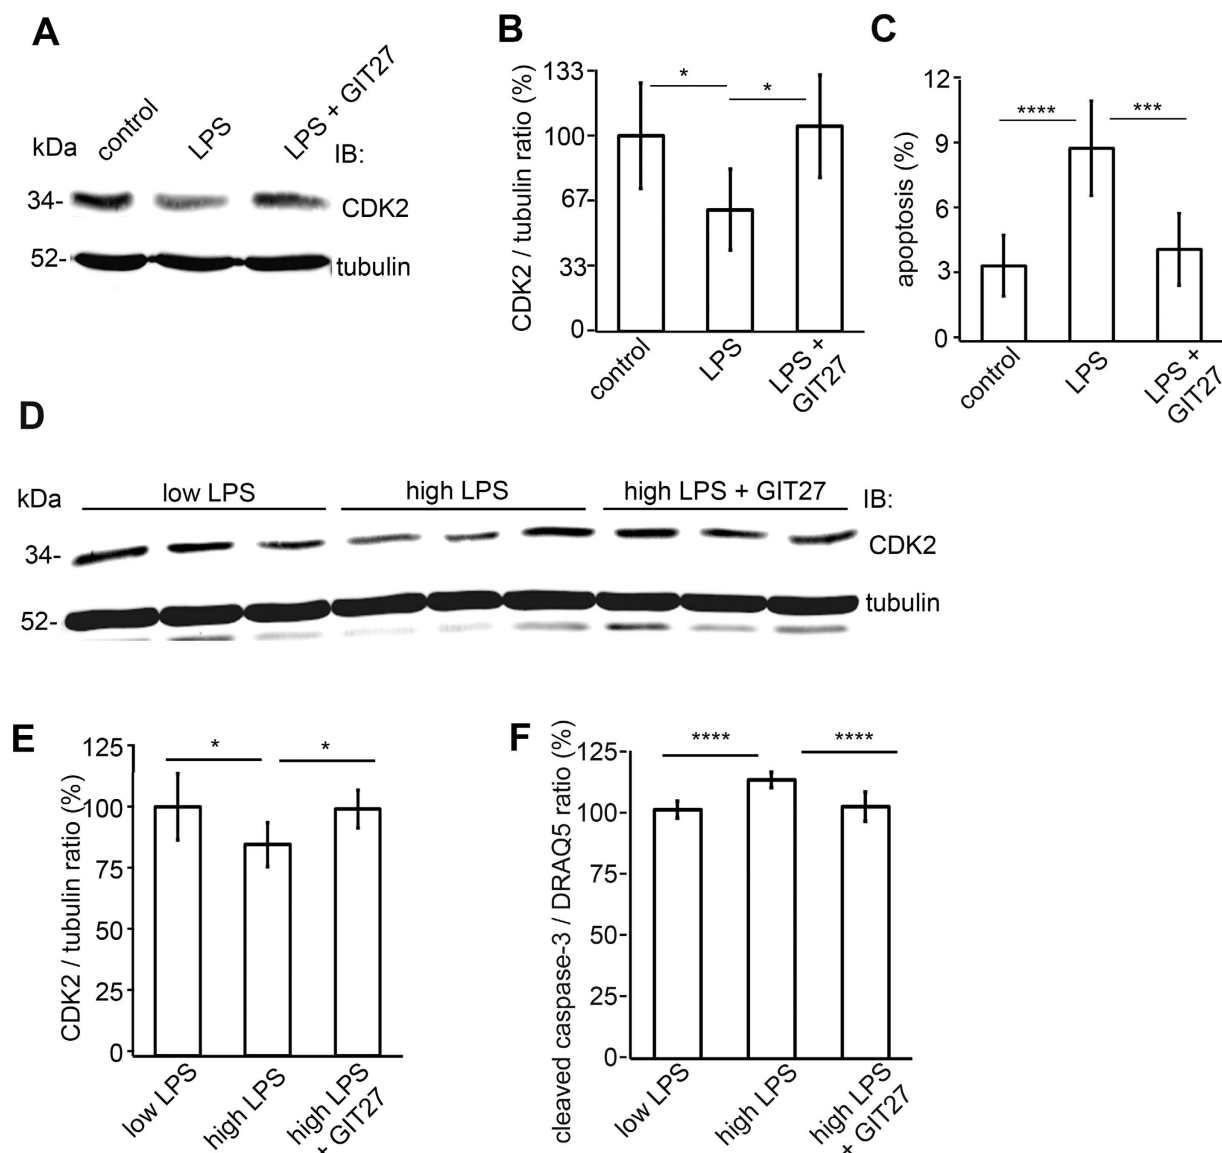 A
control
LPS
LPS + GIT27
kDa
IB:
34-
CDK2
52-
tubulin
B
CDK2 / tubulin ratio (%)
133
100
67
33
0
*
*
control
LPS
LPS +
GIT27
C
apoptosis (%)
12
9
6
3
0
****
***
control
LPS
LPS +
GIT27
D
kDa
low LPS
high LPS
high LPS + GIT27
IB:
34-
CDK2
52-
tubulin
E
CDK2 / tubulin ratio (%)
125
100
75
50
25
0
*
*
low LPS
high LPS
high LPS
+ GIT27
F
cleaved caspase-3 / DRAQ5 ratio (%)
125
100
75
50
25
0
****
****
low LPS
high LPS
high LPS
+ GIT27